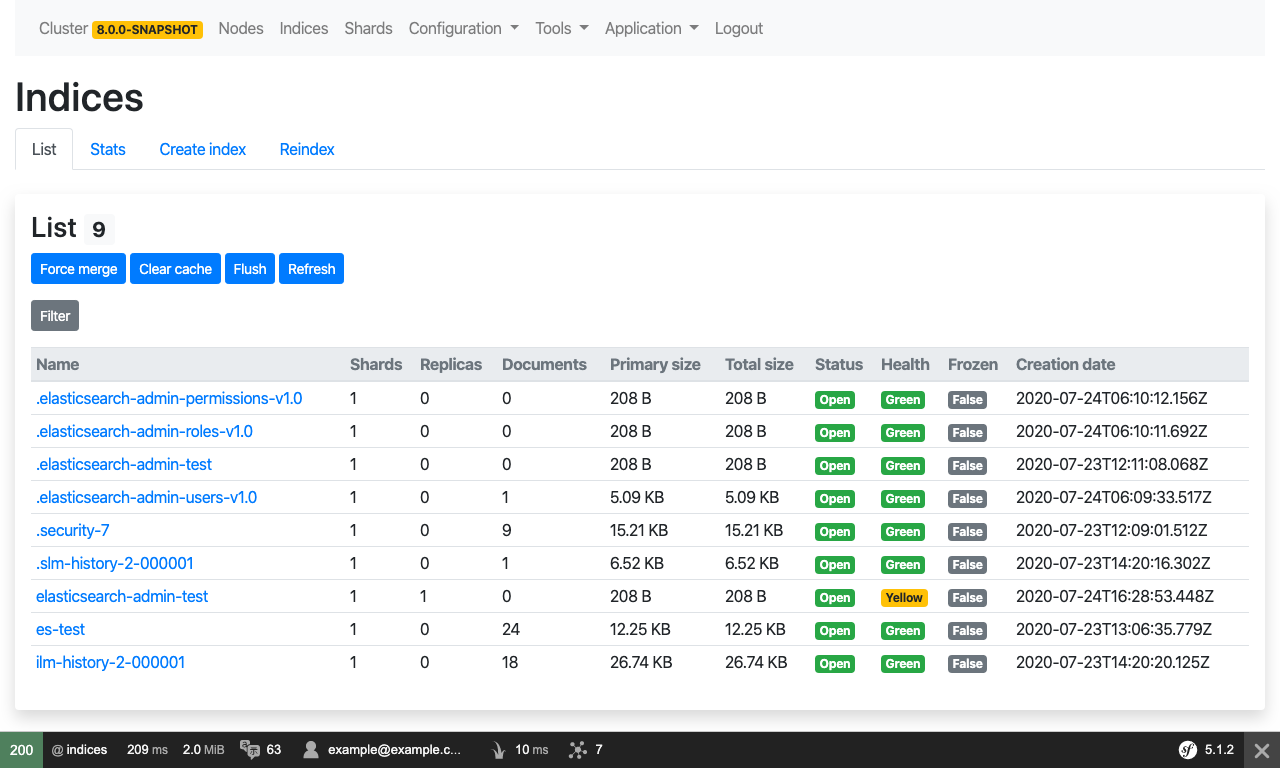 Cluster 8.0.0-SNAPSHOT Nodes Indices Shards Configuration Tools Application Logout
Indices
List Stats Create index Reindex
List 9
Force merge Clear cache Flush Refresh
Filter
Name Shards Replicas Documents Primary size Total size Status Health Frozen Creation date
.elasticsearch-admin-permissions-v1.0 1 0 0 208 B 208 B Open Green False 2020-07-24T06:10:12.156Z
.elasticsearch-admin-roles-v1.0 1 0 0 208 B 208 B Open Green False 2020-07-24T06:10:11.692Z
.elasticsearch-admin-test 1 0 0 208 B 208 B Open Green False 2020-07-23T12:11:08.068Z
.elasticsearch-admin-users-v1.0 1 0 1 5.09 KB 5.09 KB Open Green False 2020-07-24T06:09:33.517Z
.security-7 1 0 9 15.21 KB 15.21 KB Open Green False 2020-07-23T12:09:01.512Z
.slm-history-2-000001 1 0 1 6.52 KB 6.52 KB Open Green False 2020-07-23T14:20:16.302Z
elasticsearch-admin-test 1 1 0 208 B 208 B Open Yellow False 2020-07-24T16:28:53.448Z
es-test 1 0 24 12.25 KB 12.25 KB Open Green False 2020-07-23T13:06:35.779Z
ilm-history-2-000001 1 0 18 26.74 KB 26.74 KB Open Green False 2020-07-23T14:20:20.125Z
200 @ indices 209 ms 2.0 MiB 63 example@example.c... 10 ms 7 sf 5.1.2